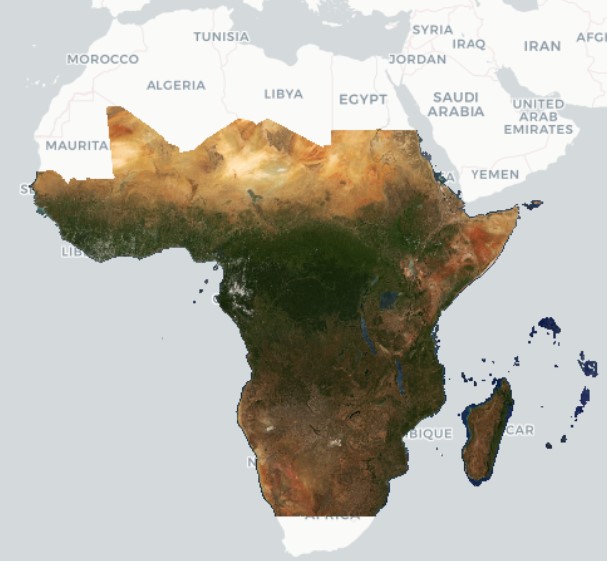 SYRIA
TUNISIA
IRAQ
IRAN
AFG
MOROCCO
JORDAN
ALGERIA
LIBYA
EGYPT
SAUDI
ARABIA
UNITED
ARAB
EMIRATES
MAURITA
YEMEN
A
S
LIB
BIQUE
CAR
N
AFRICA